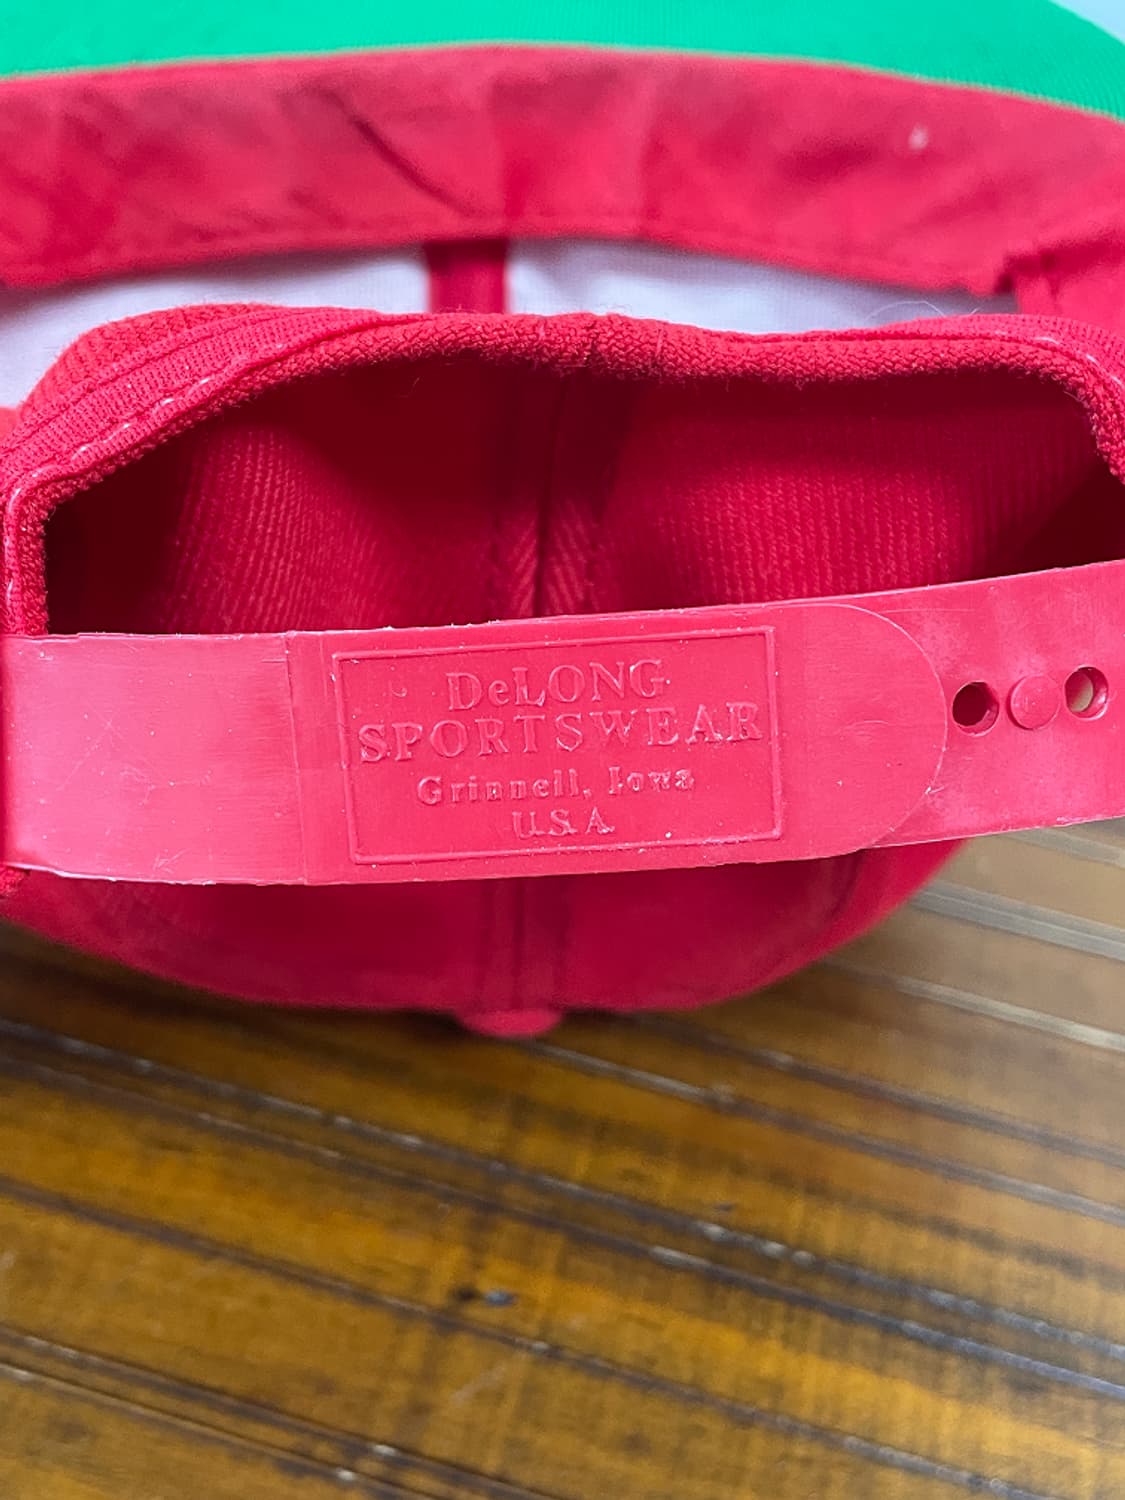 DeLONG
SPORTSWEAR
Grinnell, Iowa
U.S.A.